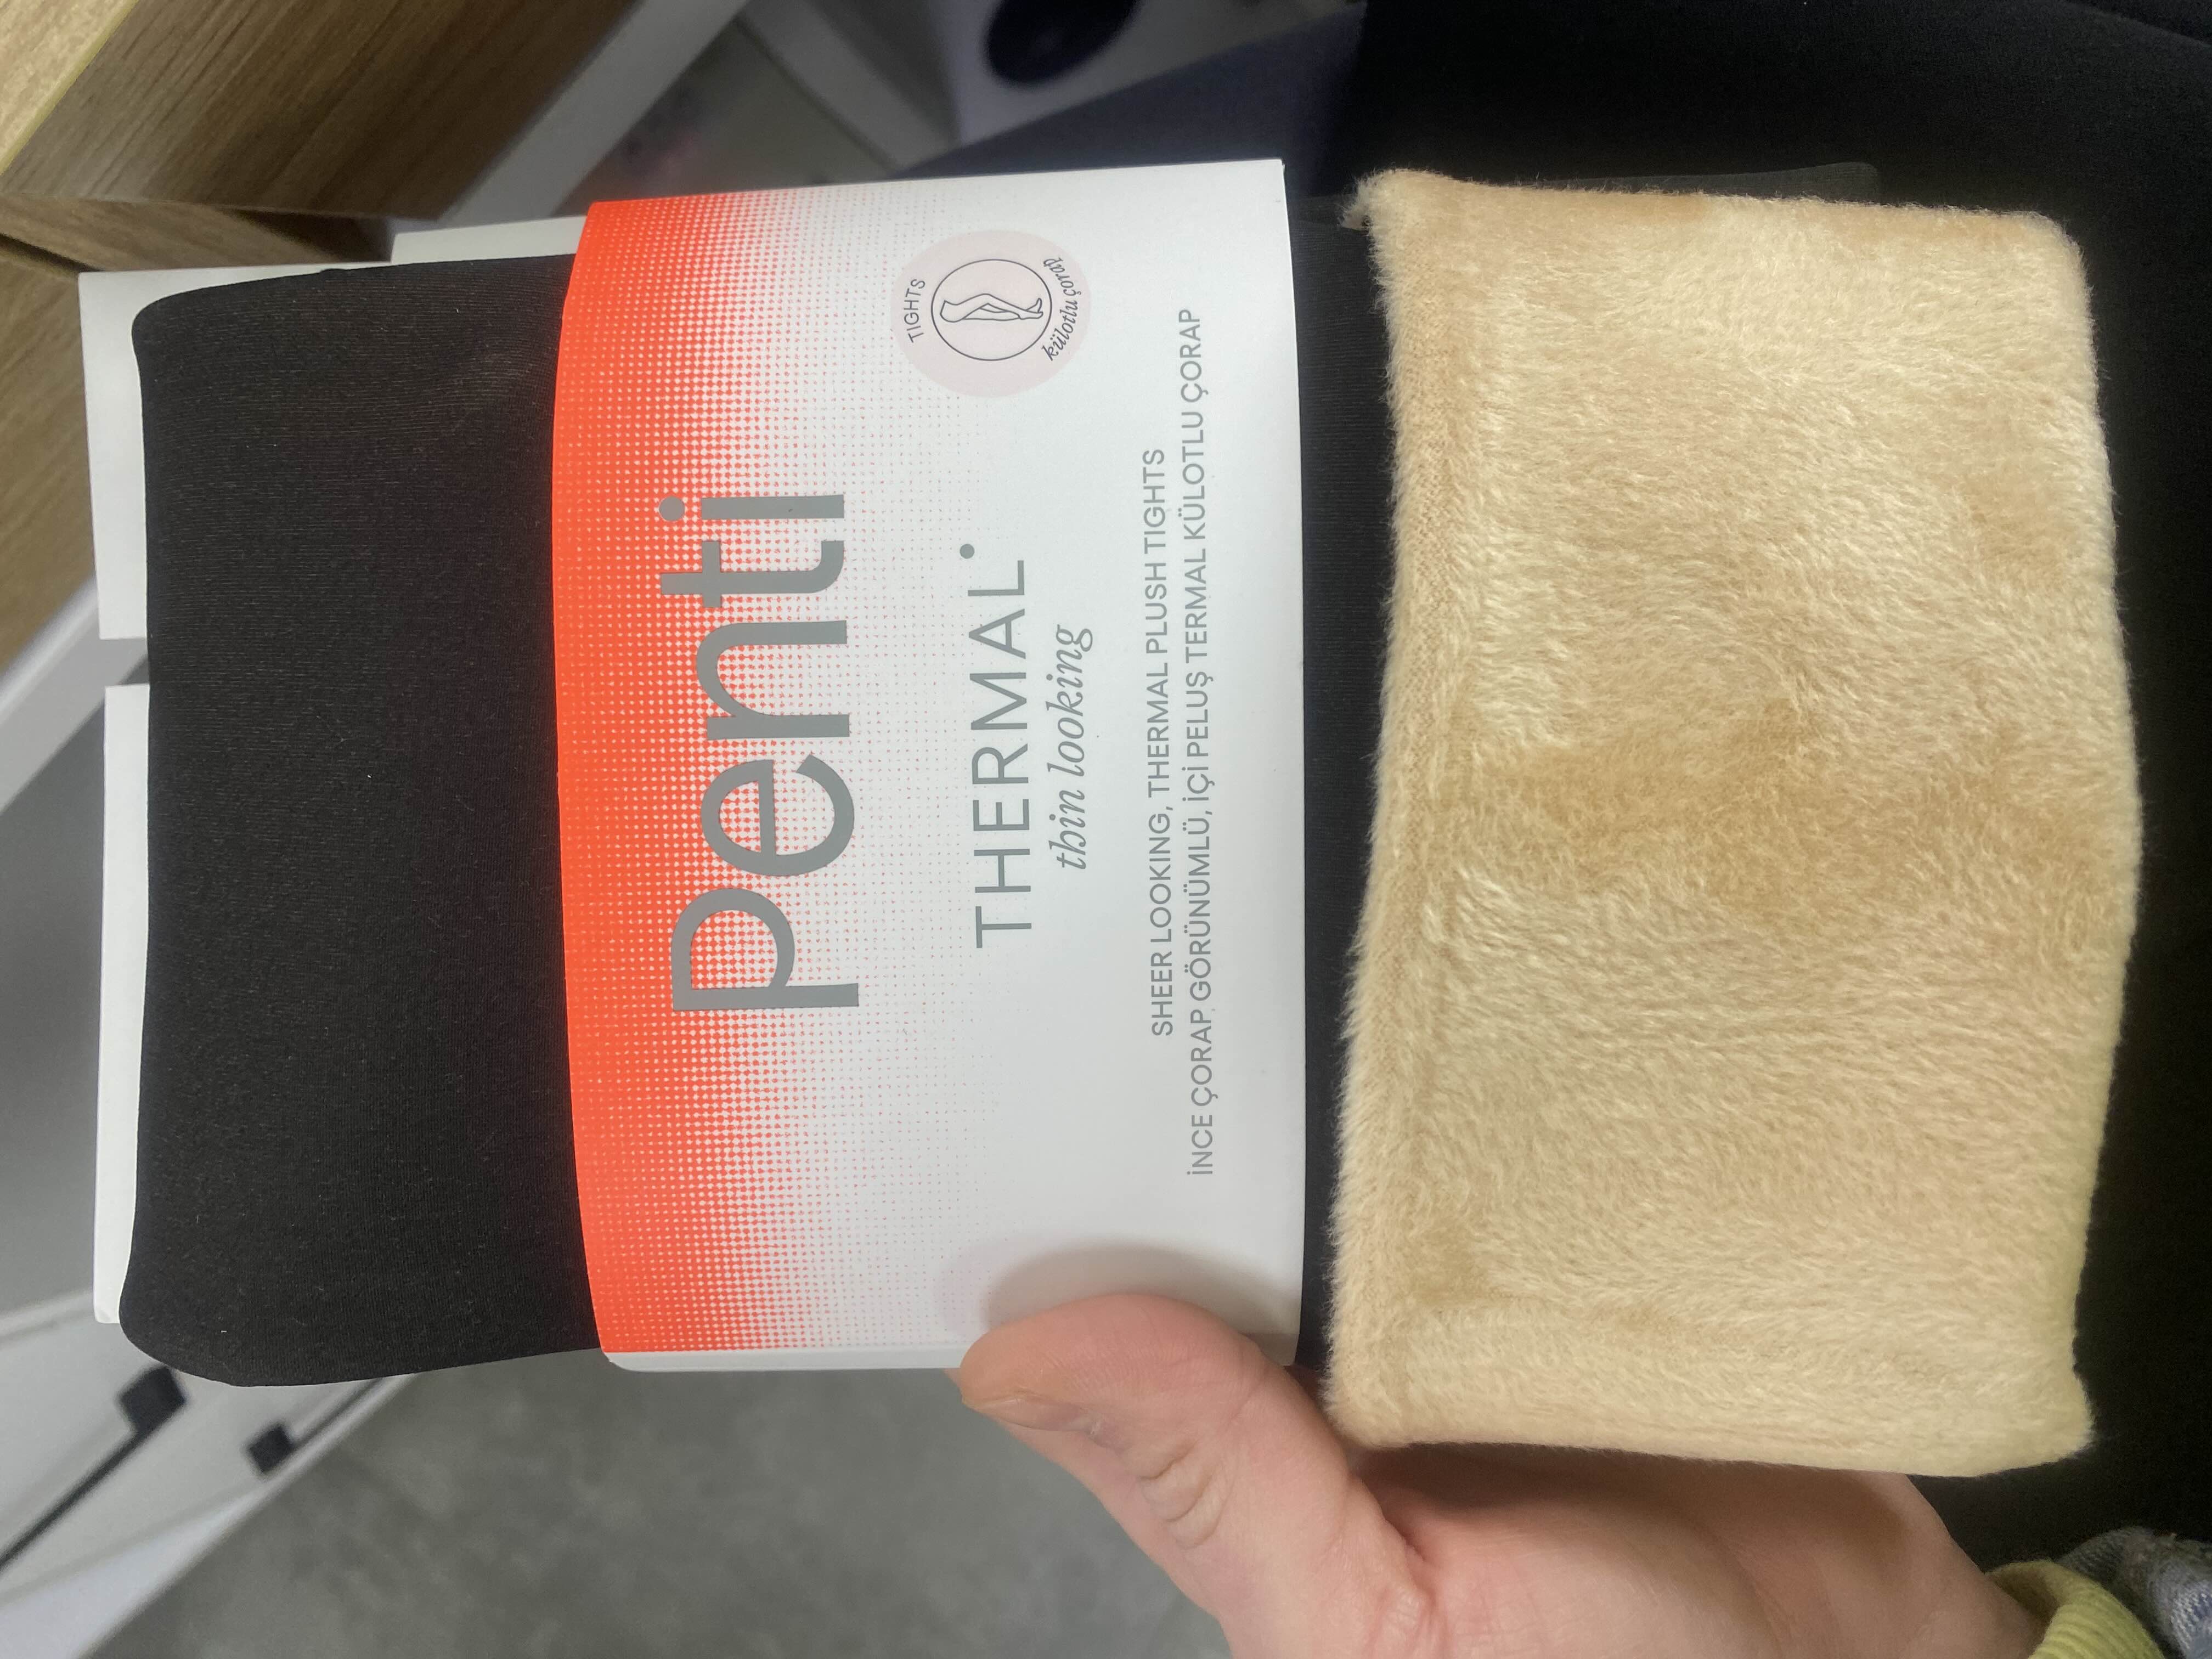 penti
THERMAL
thin looking
TIGHTS
külotlu çorap
SHEER LOOKING, THERMAL PLUSH TIGHTS
İNCE ÇORAP GÖRÜNÜMLÜ, İÇİ PELUŞ TERMAL KÜLOTLU ÇORAP